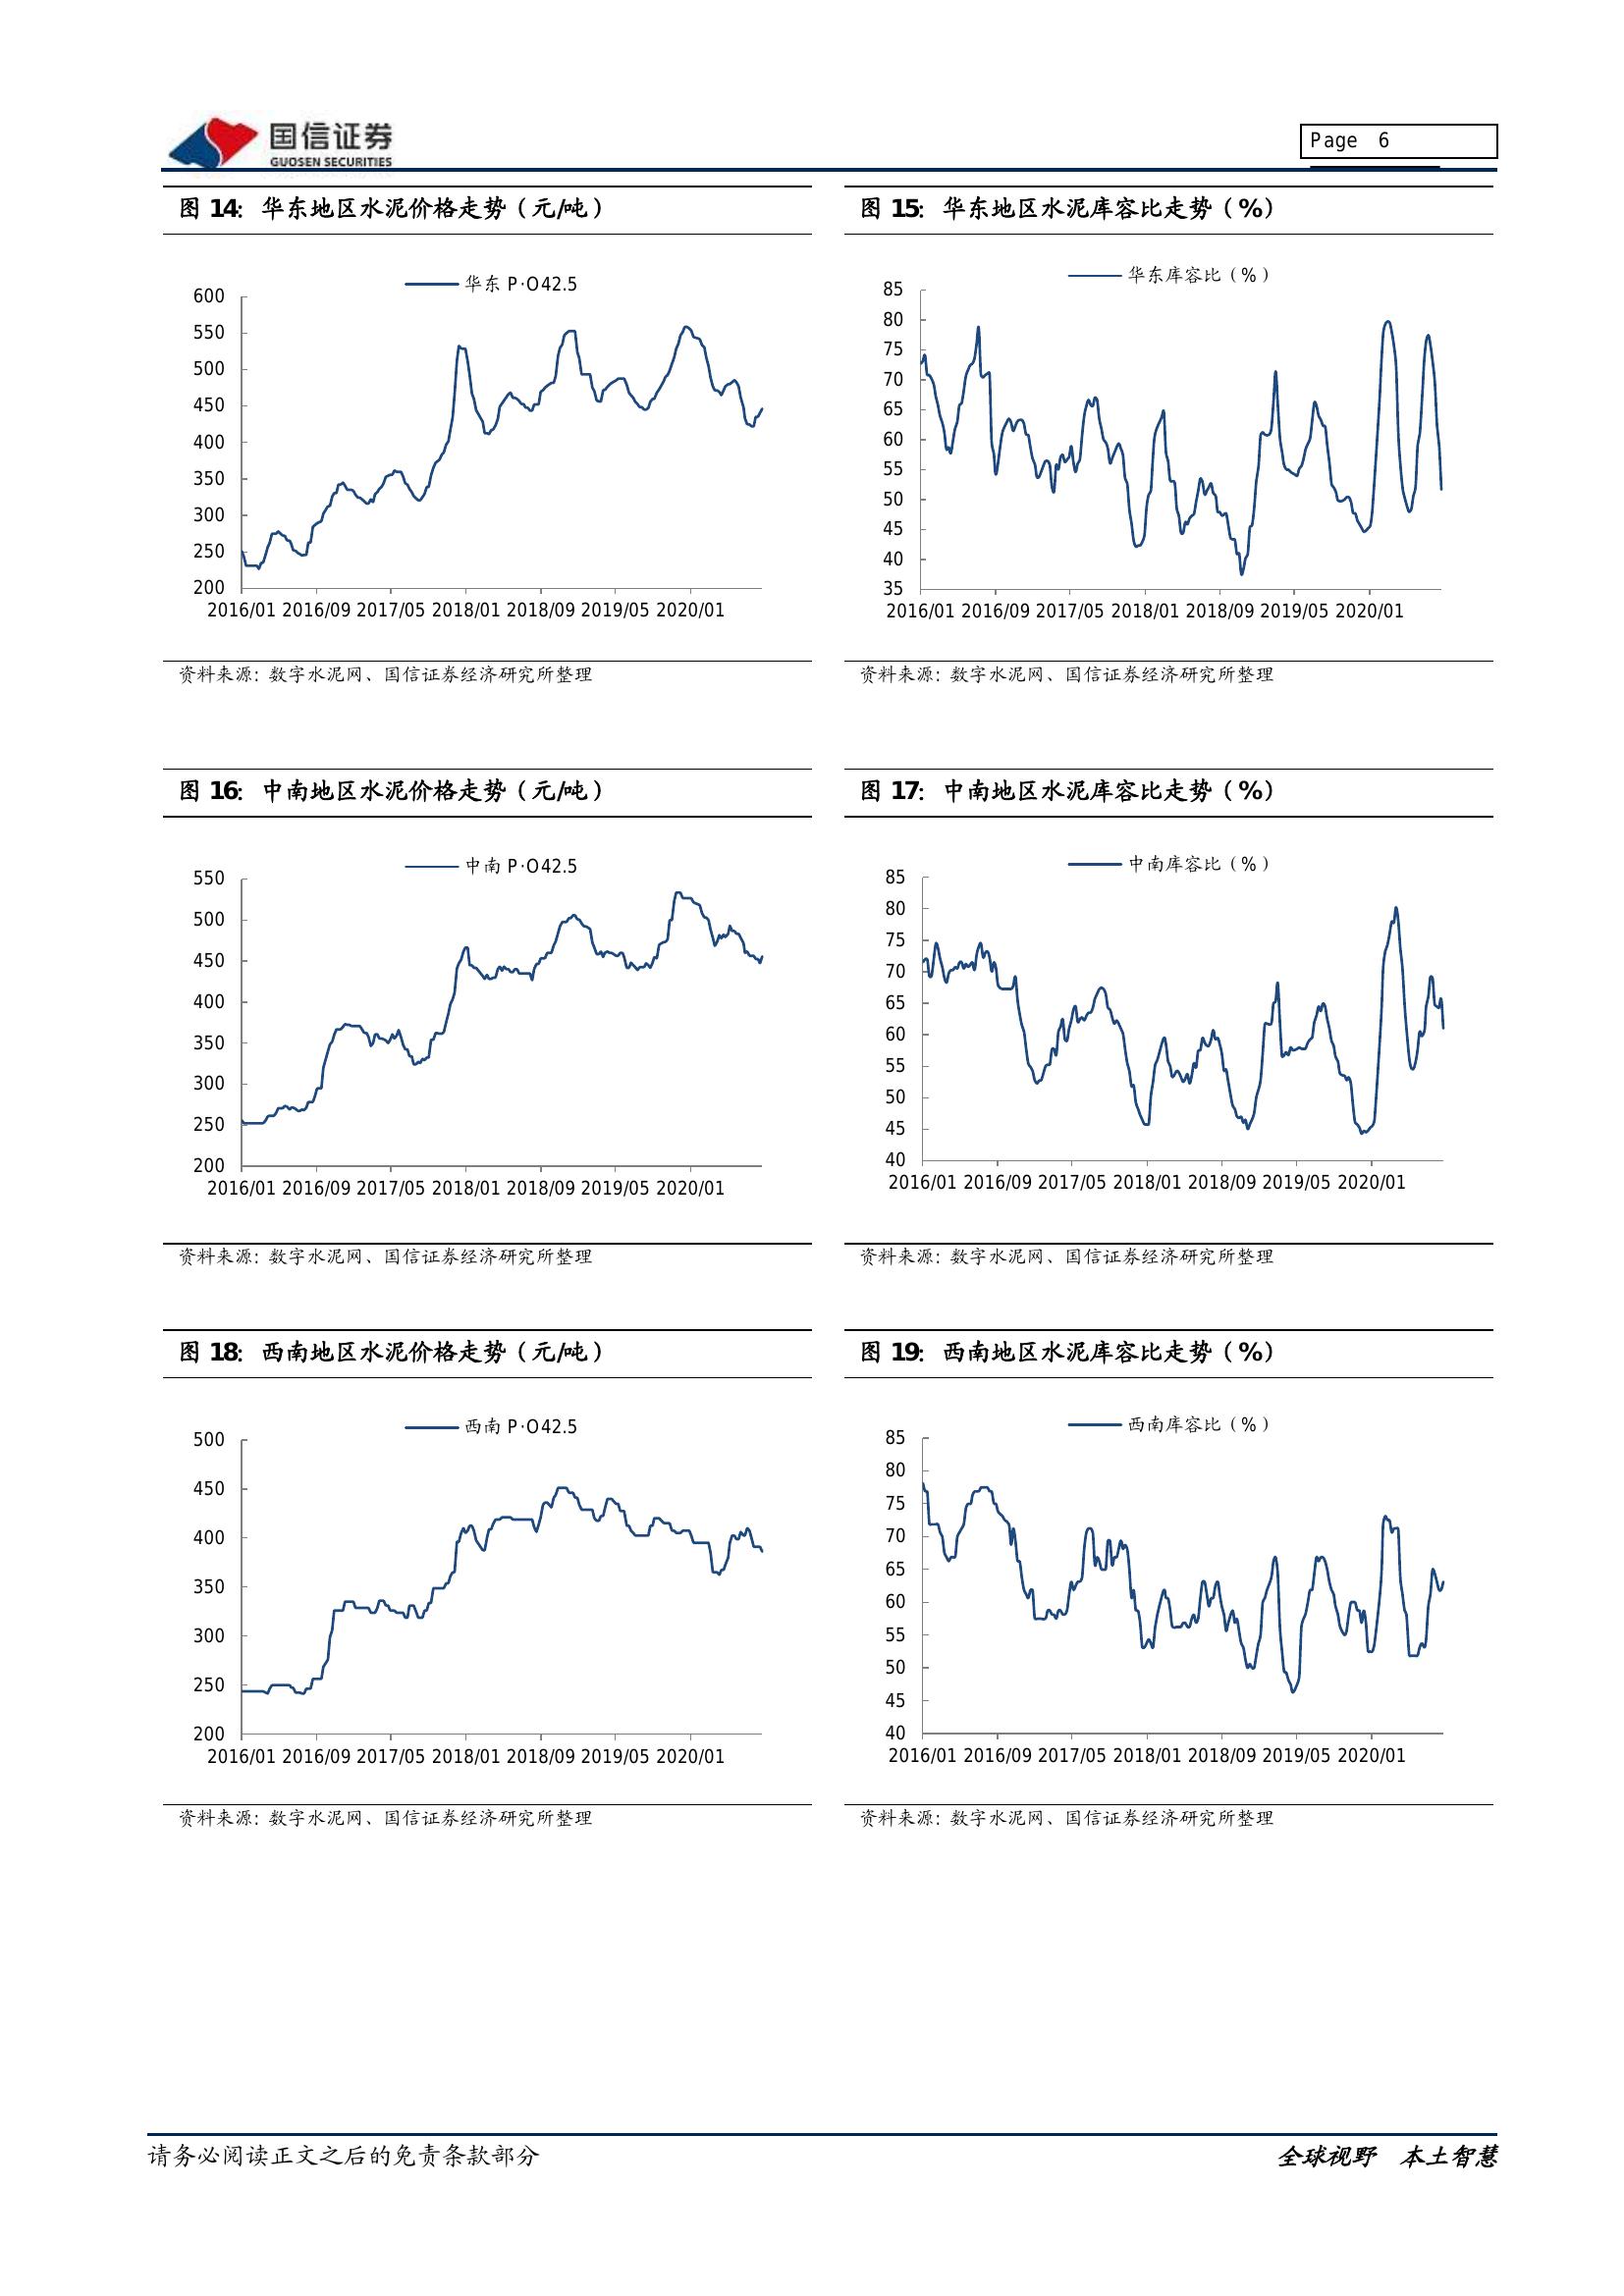 国信证券
GUOSEN SECURITIES
Page 6
图 14: 华东地区水泥价格走势（元/吨）
华东 P·O42.5
600
550
500
450
400
350
300
250
200
2016/01 2016/09 2017/05 2018/01 2018/09 2019/05 2020/01
资料来源：数字水泥网、国信证券经济研究所整理
图 15: 华东地区水泥库容比走势（%）
华东库容比（%）
85
80
75
70
65
60
55
50
45
40
35
2016/01 2016/09 2017/05 2018/01 2018/09 2019/05 2020/01
资料来源：数字水泥网、国信证券经济研究所整理
图 16: 中南地区水泥价格走势（元/吨）
中南 P·O42.5
550
500
450
400
350
300
250
200
2016/01 2016/09 2017/05 2018/01 2018/09 2019/05 2020/01
资料来源：数字水泥网、国信证券经济研究所整理
图 17: 中南地区水泥库容比走势（%）
中南库容比（%）
85
80
75
70
65
60
55
50
45
40
2016/01 2016/09 2017/05 2018/01 2018/09 2019/05 2020/01
资料来源：数字水泥网、国信证券经济研究所整理
图 18: 西南地区水泥价格走势（元/吨）
西南 P·O42.5
500
450
400
350
300
250
200
2016/01 2016/09 2017/05 2018/01 2018/09 2019/05 2020/01
资料来源：数字水泥网、国信证券经济研究所整理
图 19: 西南地区水泥库容比走势（%）
西南库容比（%）
85
80
75
70
65
60
55
50
45
40
2016/01 2016/09 2017/05 2018/01 2018/09 2019/05 2020/01
资料来源：数字水泥网、国信证券经济研究所整理
请务必阅读正文之后的免责条款部分
全球视野 本土智慧